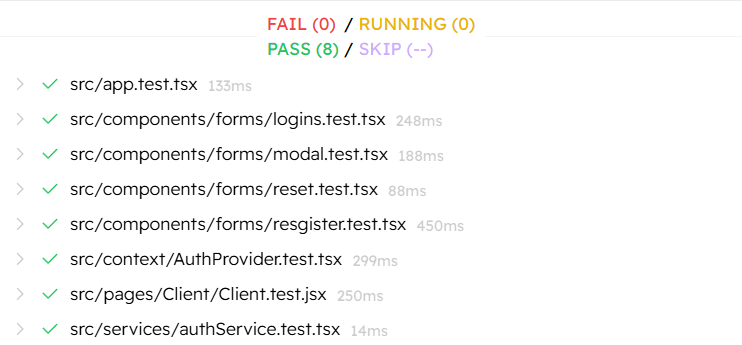 FAIL (0) / RUNNING (0)
PASS (8) / SKIP (--)
src/app.test.tsx 133ms
src/components/forms/logins.test.tsx 248ms
src/components/forms/modal.test.tsx 188ms
src/components/forms/reset.test.tsx 88ms
src/components/forms/resgister.test.tsx 450ms
src/context/AuthProvider.test.tsx 299ms
src/pages/Client/Client.test.jsx 250ms
src/services/authService.test.tsx 14ms